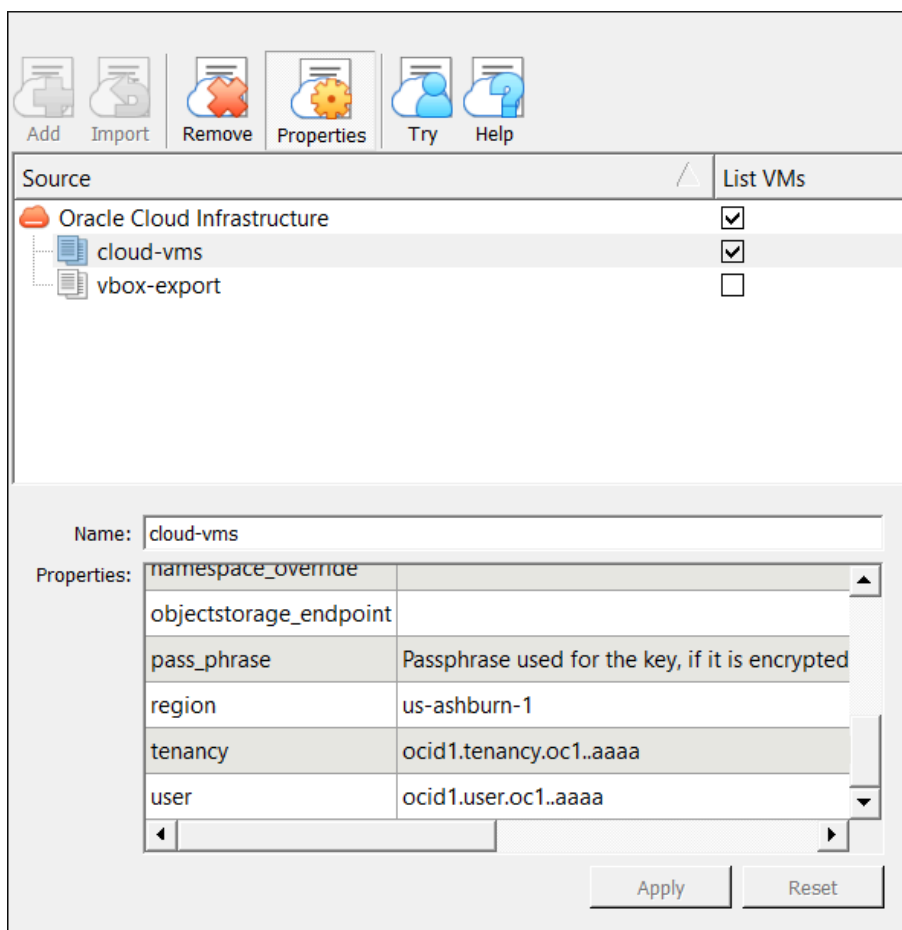 Add Import Remove Properties Try Help
Source List VMs
Oracle Cloud Infrastructure
cloud-vms
vbox-export
Name: cloud-vms
Properties: namespace_override
objectstorage_endpoint
pass_phrase Passphrase used for the key, if it is encrypted
region us-ashburn-1
tenancy ocid1.tenancy.oc1..aaaa
user ocid1.user.oc1..aaaa
Apply Reset